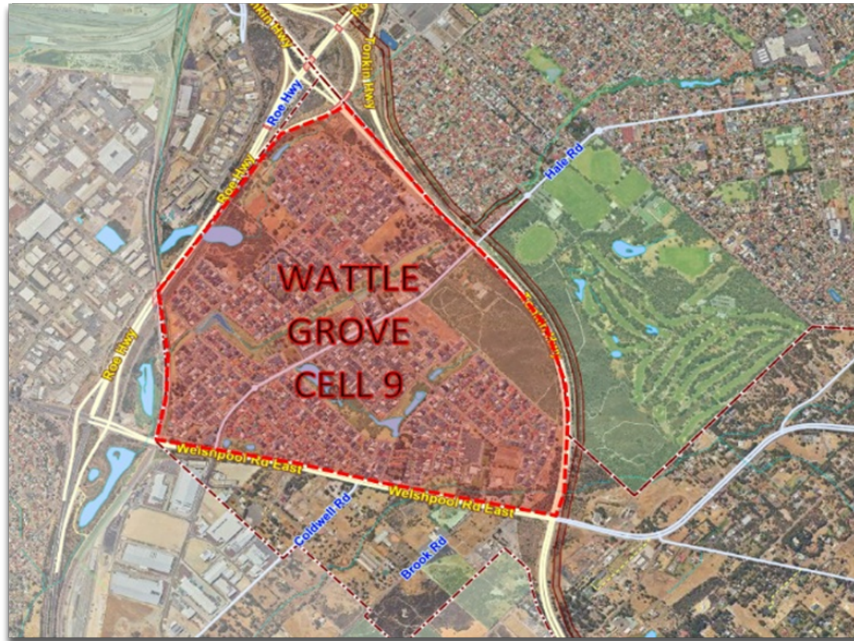 Tonkin Hwy
Roe Hwy
Roe Hwy
Hale Rd
WATTLE
GROVE
CELL 9
Roe Hwy
Welshpool Rd East
Welshpool Rd East
Coldwell Rd
Brook Rd